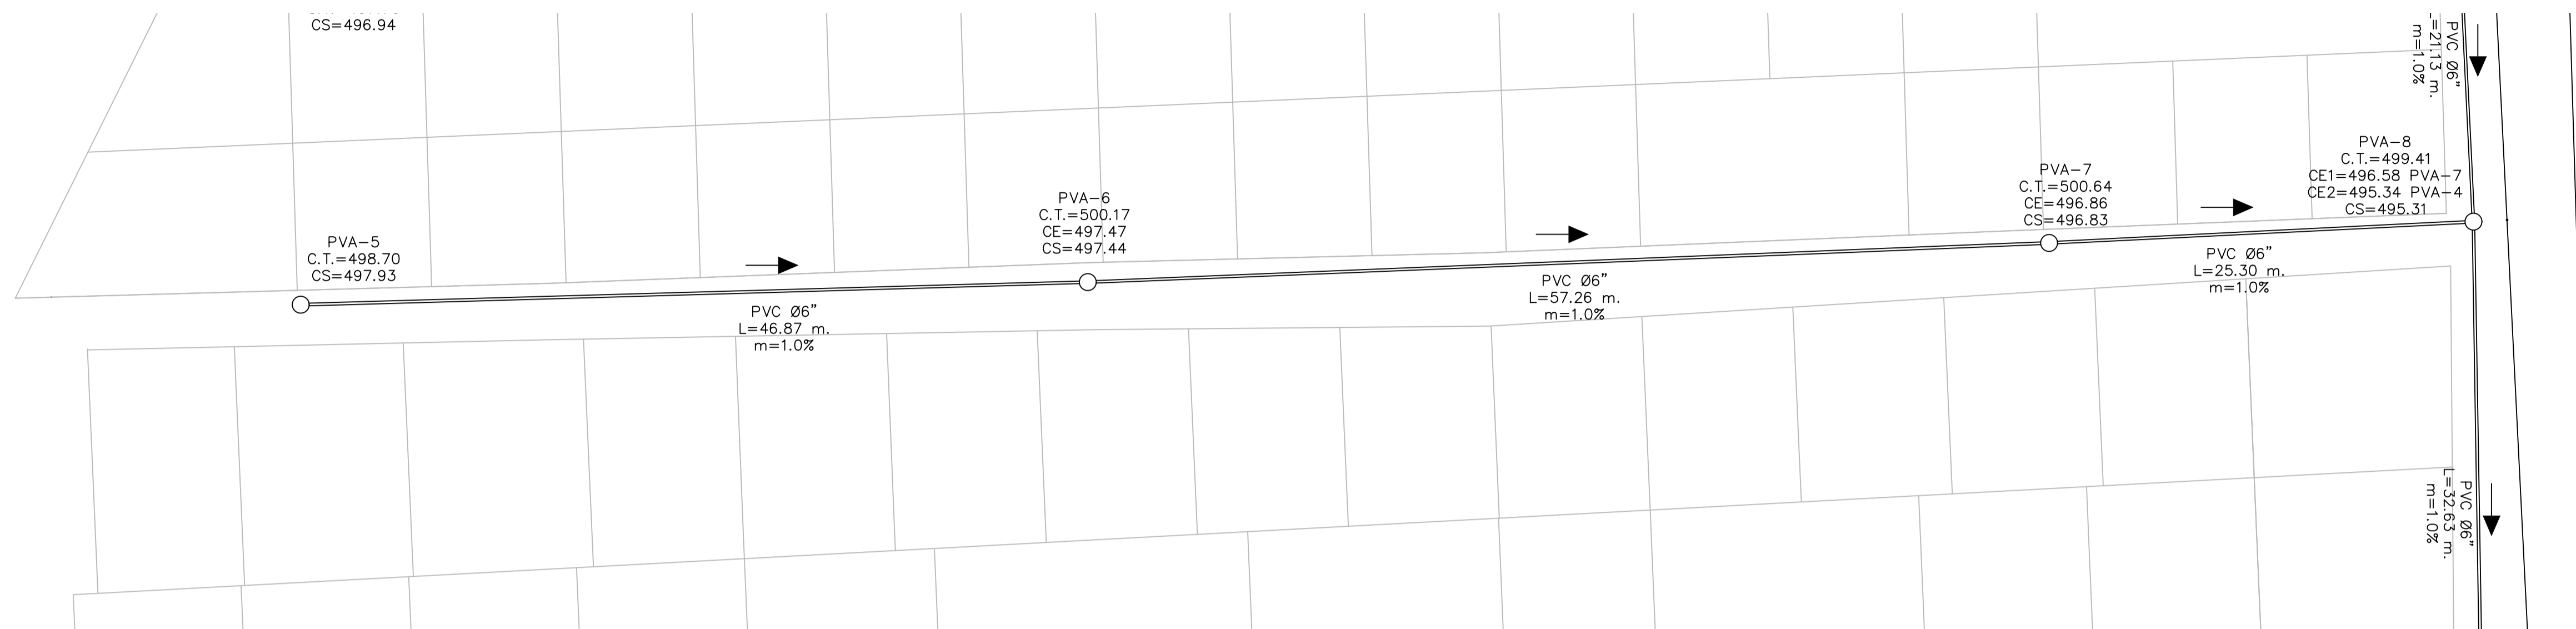 CS=496.94
PVC Ø6"
L=21.13 m.
m=1.0%
PVA-8
C.T.=499.41
CE1=496.58 PVA-7
CE2=495.34 PVA-4
CS=495.31
PVA-7
C.T.=500.64
CE=496.86
CS=496.83
PVA-6
C.T.=500.17
CE=497.47
CS=497.44
PVA-5
C.T.=498.70
CS=497.93
PVC Ø6"
L=46.87 m.
m=1.0%
PVC Ø6"
L=57.26 m.
m=1.0%
PVC Ø6"
L=25.30 m.
m=1.0%
PVC Ø6"
L=32.63 m.
m=1.0%